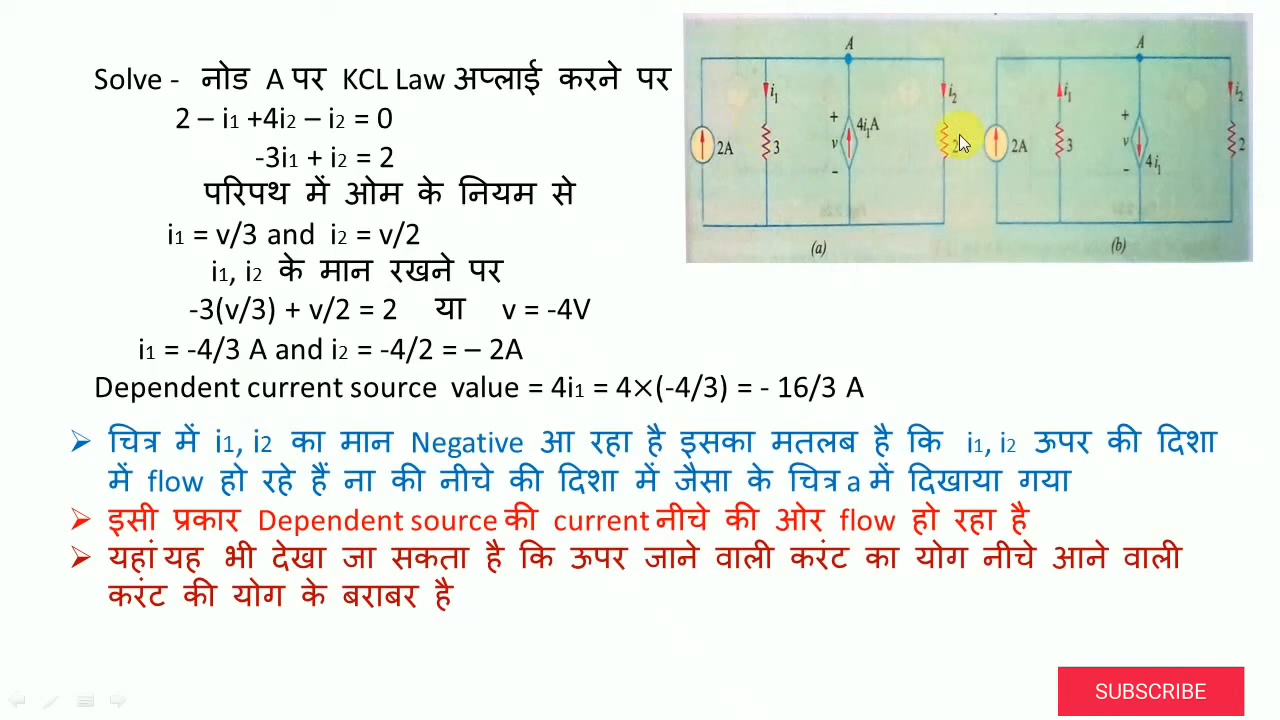 Solve - नोड A पर KCL Law अप्लाई करने पर
2 – i1 +4i2 – i2 = 0
-3i1 + i2 = 2
परिपथ में ओम के नियम से
i1 = v/3 and i2 = v/2
i1, i2 के मान रखने पर
-3(v/3) + v/2 = 2 या v = -4V
i1 = -4/3 A and i2 = -4/2 = – 2A
Dependent current source value = 4i1 = 4×(-4/3) = - 16/3 A
➢ चित्र में i1, i2 का मान Negative आ रहा है इसका मतलब है कि i1, i2 ऊपर की दिशा
में flow हो रहे हैं ना की नीचे की दिशा में जैसा के चित्र a में दिखाया गया
➢ इसी प्रकार Dependent source की current नीचे की ओर flow हो रहा है
➢ यहां यह भी देखा जा सकता है कि ऊपर जाने वाली करंट का योग नीचे आने वाली
करंट की योग के बराबर है
A A
i1 i2 i1 i2
+ 4i1A +
2A 3 v 2 2A 3 v 2
- - 4i1
(a) (b)
SUBSCRIBE